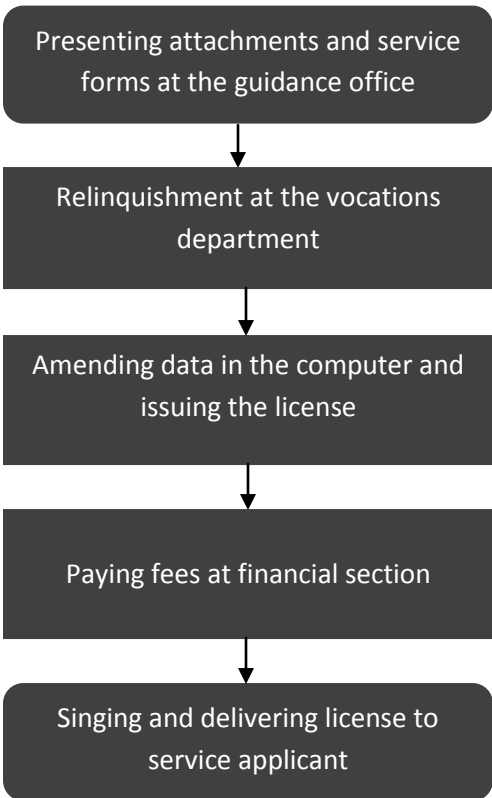 Presenting attachments and service
forms at the guidance office
Relinquishment at the vocations
department
Amending data in the computer and
issuing the license
Paying fees at financial section
Singing and delivering license to
service applicant